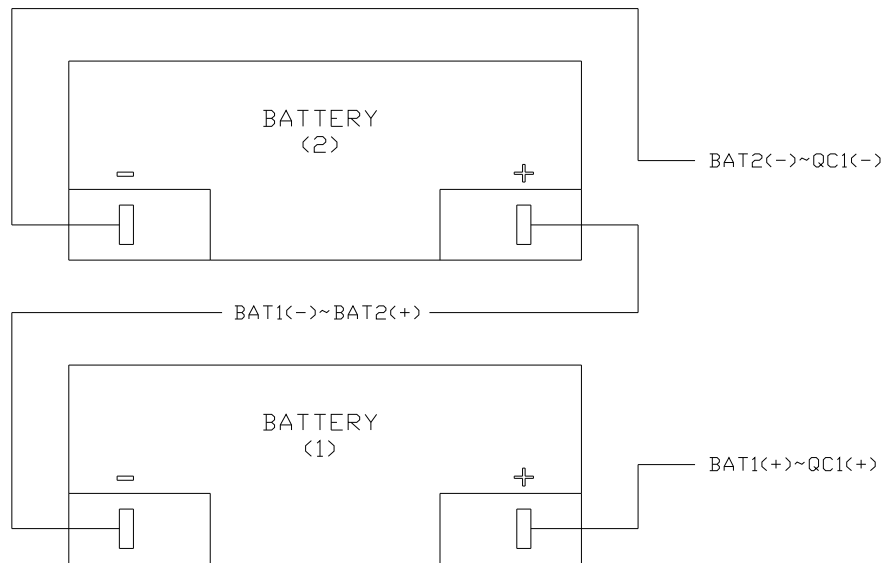 BATTERY
(2)
-
+
BAT2(-)~QC1(-)
BAT1(-)~BAT2(+)
BATTERY
(1)
-
+
BAT1(+)~QC1(+)